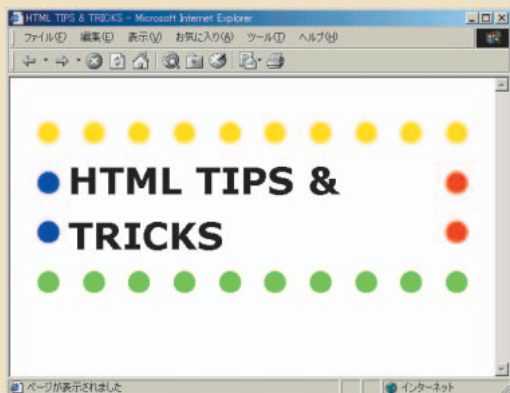 HTML TIPS & TRICKS - Microsoft Internet Explorer
ファイル(F) 編集(E) 表示(V) お気に入り(A) ツール(T) ヘルプ(H)
HTML TIPS &
TRICKS
ページが表示されました インターネット